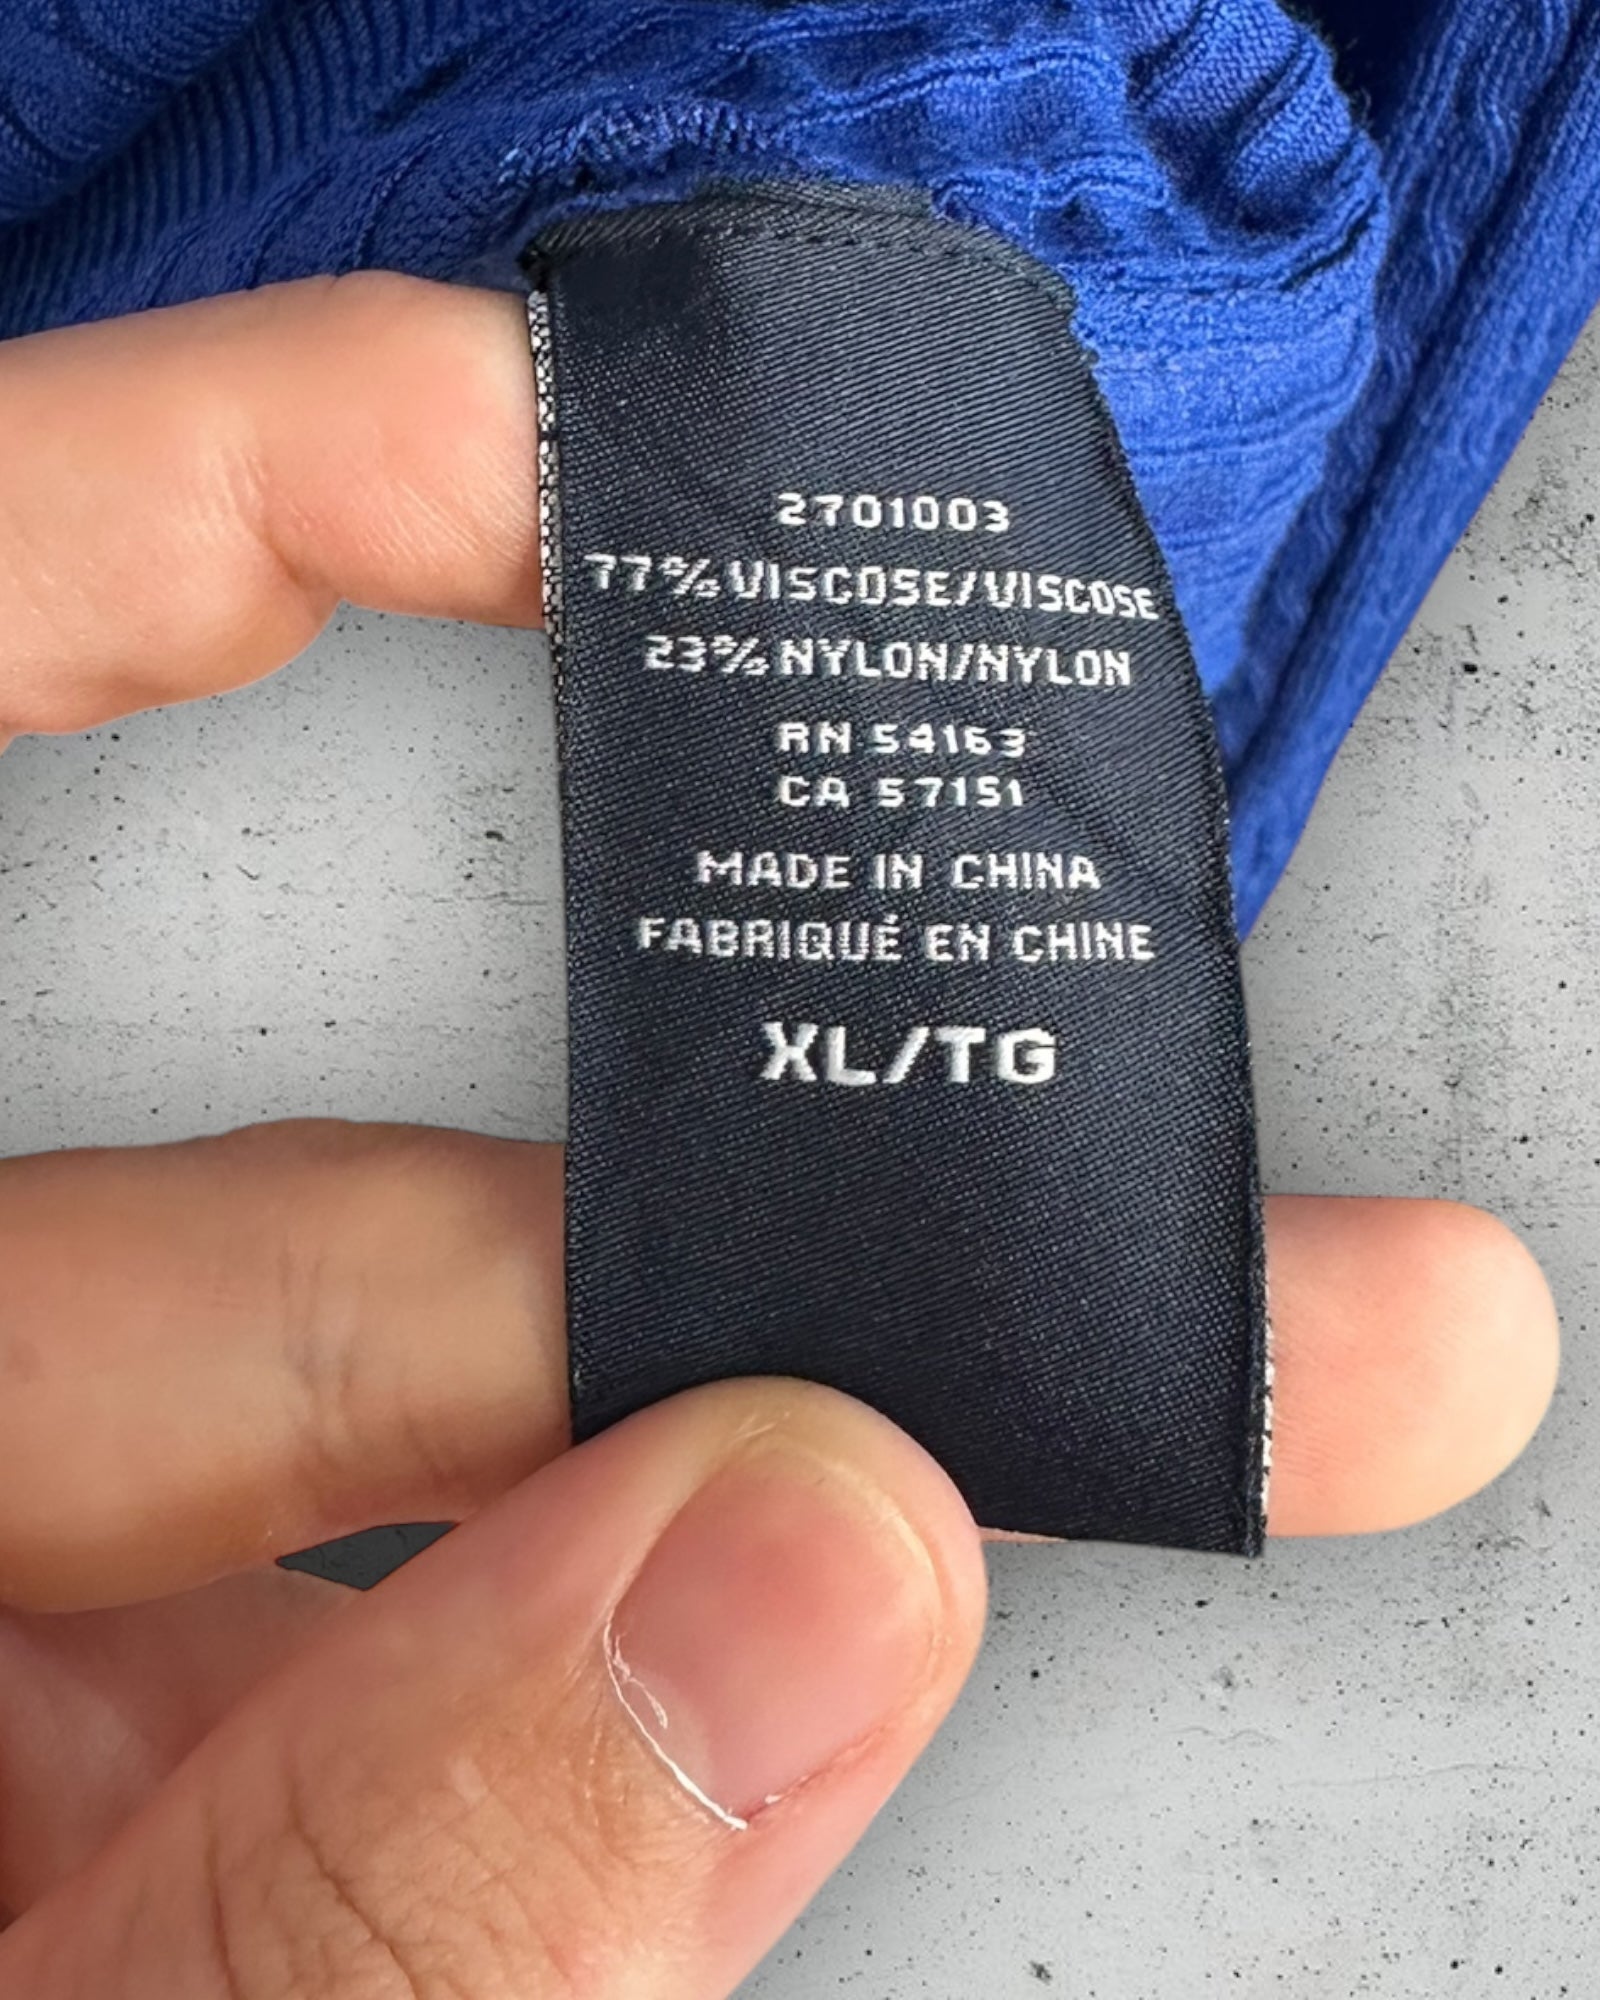 2701003
77% VISCOSE/VISCOSE
23% NYLON/NYLON
RN 54163
CA 57151
MADE IN CHINA
FABRIQUÉ EN CHINE
XL/TG